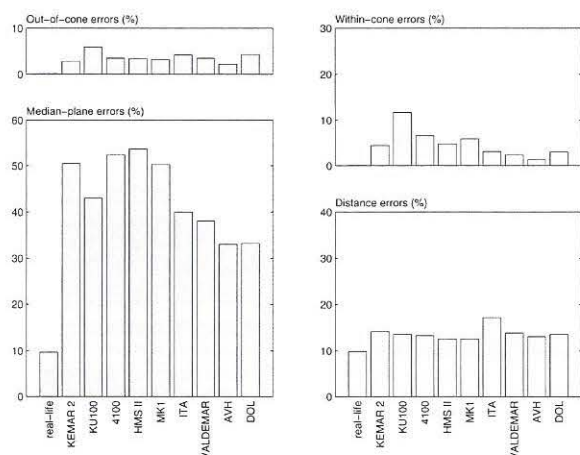 Out-of-cone errors (%)
10
0
Median-plane errors (%)
60
50
40
30
20
10
0
real-life
KEMAR 2
KU100
4100
HMS II
MK1
ITA
VALDEMAR
AVH
DOL
Within-cone errors (%)
30
20
10
0
Distance errors (%)
40
30
20
10
0
real-life
KEMAR 2
KU100
4100
HMS II
MK1
ITA
VALDEMAR
AVH
DOL